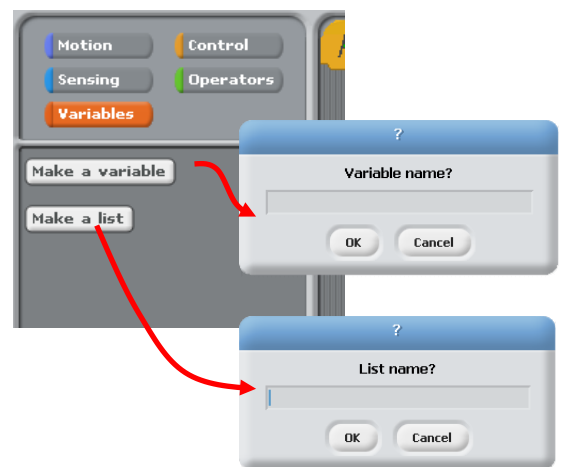 Motion Control
Sensing Operators
Variables
Make a variable
Make a list
?
Variable name?
OK Cancel
?
List name?
OK Cancel